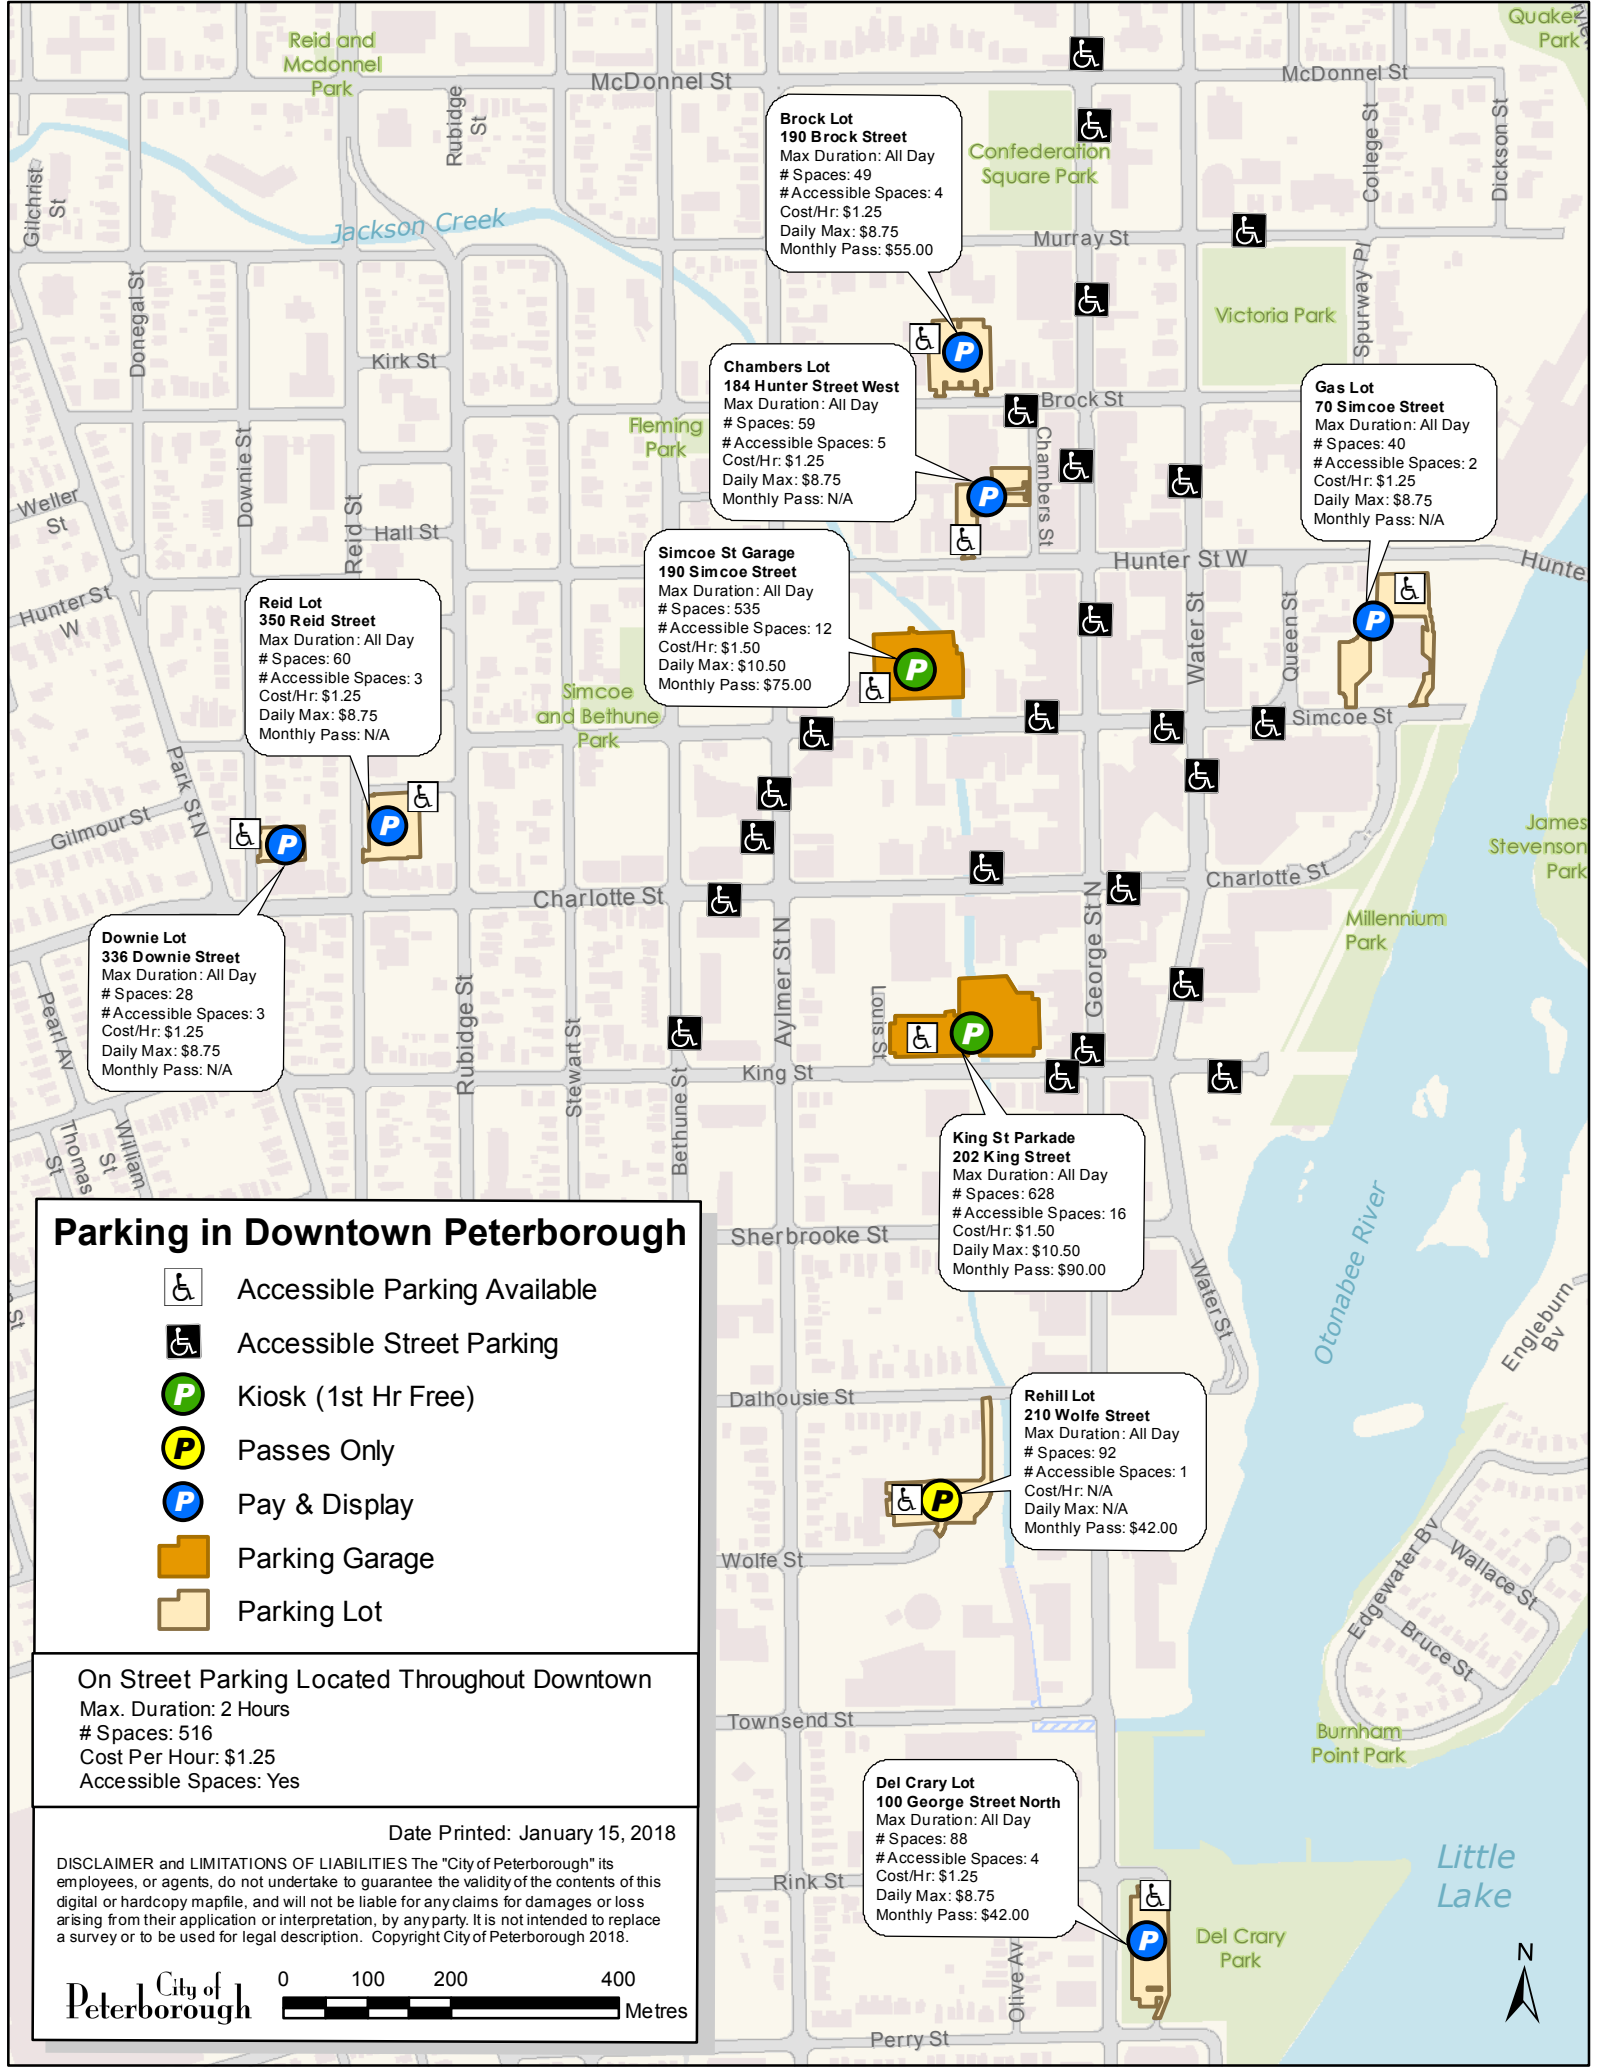 Quaker
Park
Reid and
Mcdonnel
Park
McDonnel St
McDonnel St
Rubidge
St
Gilchrist
St
College St
Dickson St
Brock Lot
190 Brock Street
Max Duration: All Day
# Spaces: 49
# Accessible Spaces: 4
Cost/Hr: $1.25
Daily Max: $8.75
Monthly Pass: $55.00
Confederation
Square Park
Jackson Creek
Murray St
Donegal St
Spurway Pl
Victoria Park
Kirk St
Chambers Lot
184 Hunter Street West
Max Duration: All Day
# Spaces: 59
# Accessible Spaces: 5
Cost/Hr: $1.25
Daily Max: $8.75
Monthly Pass: N/A
P
Brock St
Gas Lot
70 Simcoe Street
Max Duration: All Day
# Spaces: 40
# Accessible Spaces: 2
Cost/Hr: $1.25
Daily Max: $8.75
Monthly Pass: N/A
Fleming
Park
Chambers St
P
Downie St
Weller
St
Reid St
Hall St
Hunter St W
Hunte
Simcoe St Garage
190 Simcoe Street
Max Duration: All Day
# Spaces: 535
# Accessible Spaces: 12
Cost/Hr: $1.50
Daily Max: $10.50
Monthly Pass: $75.00
P
Hunter St
W
Reid Lot
350 Reid Street
Max Duration: All Day
# Spaces: 60
# Accessible Spaces: 3
Cost/Hr: $1.25
Daily Max: $8.75
Monthly Pass: N/A
Water St
Queen St
P
Simcoe
and Bethune
Park
Simcoe St
Park St N
Gilmour St
P
P
James
Stevenson
Park
Charlotte St
Charlotte St
Millennium
Park
Downie Lot
336 Downie Street
Max Duration: All Day
# Spaces: 28
# Accessible Spaces: 3
Cost/Hr: $1.25
Daily Max: $8.75
Monthly Pass: N/A
Pearl Av
Rubidge St
Stewart St
Bethune St
Aylmer St N
Louis St
George St N
P
King St
Thomas
St
William
St
King St Parkade
202 King Street
Max Duration: All Day
# Spaces: 628
# Accessible Spaces: 16
Cost/Hr: $1.50
Daily Max: $10.50
Monthly Pass: $90.00
Sherbrooke St
Water St
Otonabee River
Engleburn
Bv
St
Parking in Downtown Peterborough
Accessible Parking Available
Accessible Street Parking
P Kiosk (1st Hr Free)
P Passes Only
P Pay & Display
Parking Garage
Parking Lot
Dalhousie St
Rehill Lot
210 Wolfe Street
Max Duration: All Day
# Spaces: 92
# Accessible Spaces: 1
Cost/Hr: N/A
Daily Max: N/A
Monthly Pass: $42.00
P
Wolfe St
Edgewater Bv
Wallace St
Bruce St
On Street Parking Located Throughout Downtown
Max. Duration: 2 Hours
# Spaces: 516
Cost Per Hour: $1.25
Accessible Spaces: Yes
Townsend St
Burnham
Point Park
Del Crary Lot
100 George Street North
Max Duration: All Day
# Spaces: 88
# Accessible Spaces: 4
Cost/Hr: $1.25
Daily Max: $8.75
Monthly Pass: $42.00
Rink St
P
Del Crary
Park
Little
Lake
Olive Av
Perry St
N
Date Printed: January 15, 2018
DISCLAIMER and LIMITATIONS OF LIABILITIES The "City of Peterborough" its
employees, or agents, do not undertake to guarantee the validity of the contents of this
digital or hardcopy mapfile, and will not be liable for any claims for damages or loss
arising from their application or interpretation, by any party. It is not intended to replace
a survey or to be used for legal description. Copyright City of Peterborough 2018.
City of
Peterborough
0 100 200 400
Metres